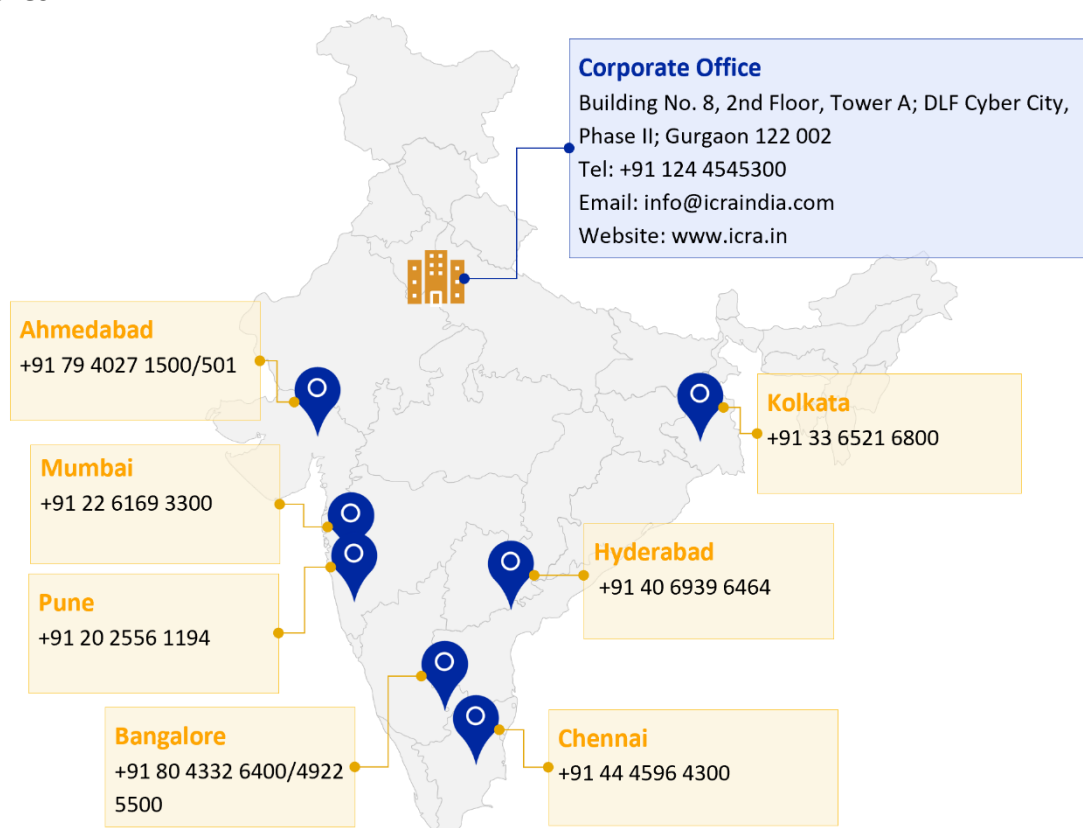 Corporate Office
Building No. 8, 2nd Floor, Tower A; DLF Cyber City,
Phase II; Gurgaon 122 002
Tel: +91 124 4545300
Email: info@icraindia.com
Website: www.icra.in
Ahmedabad
+91 79 4027 1500/501
Kolkata
+91 33 6521 6800
Mumbai
+91 22 6169 3300
Hyderabad
+91 40 6939 6464
Pune
+91 20 2556 1194
Bangalore
+91 80 4332 6400/4922
5500
Chennai
+91 44 4596 4300